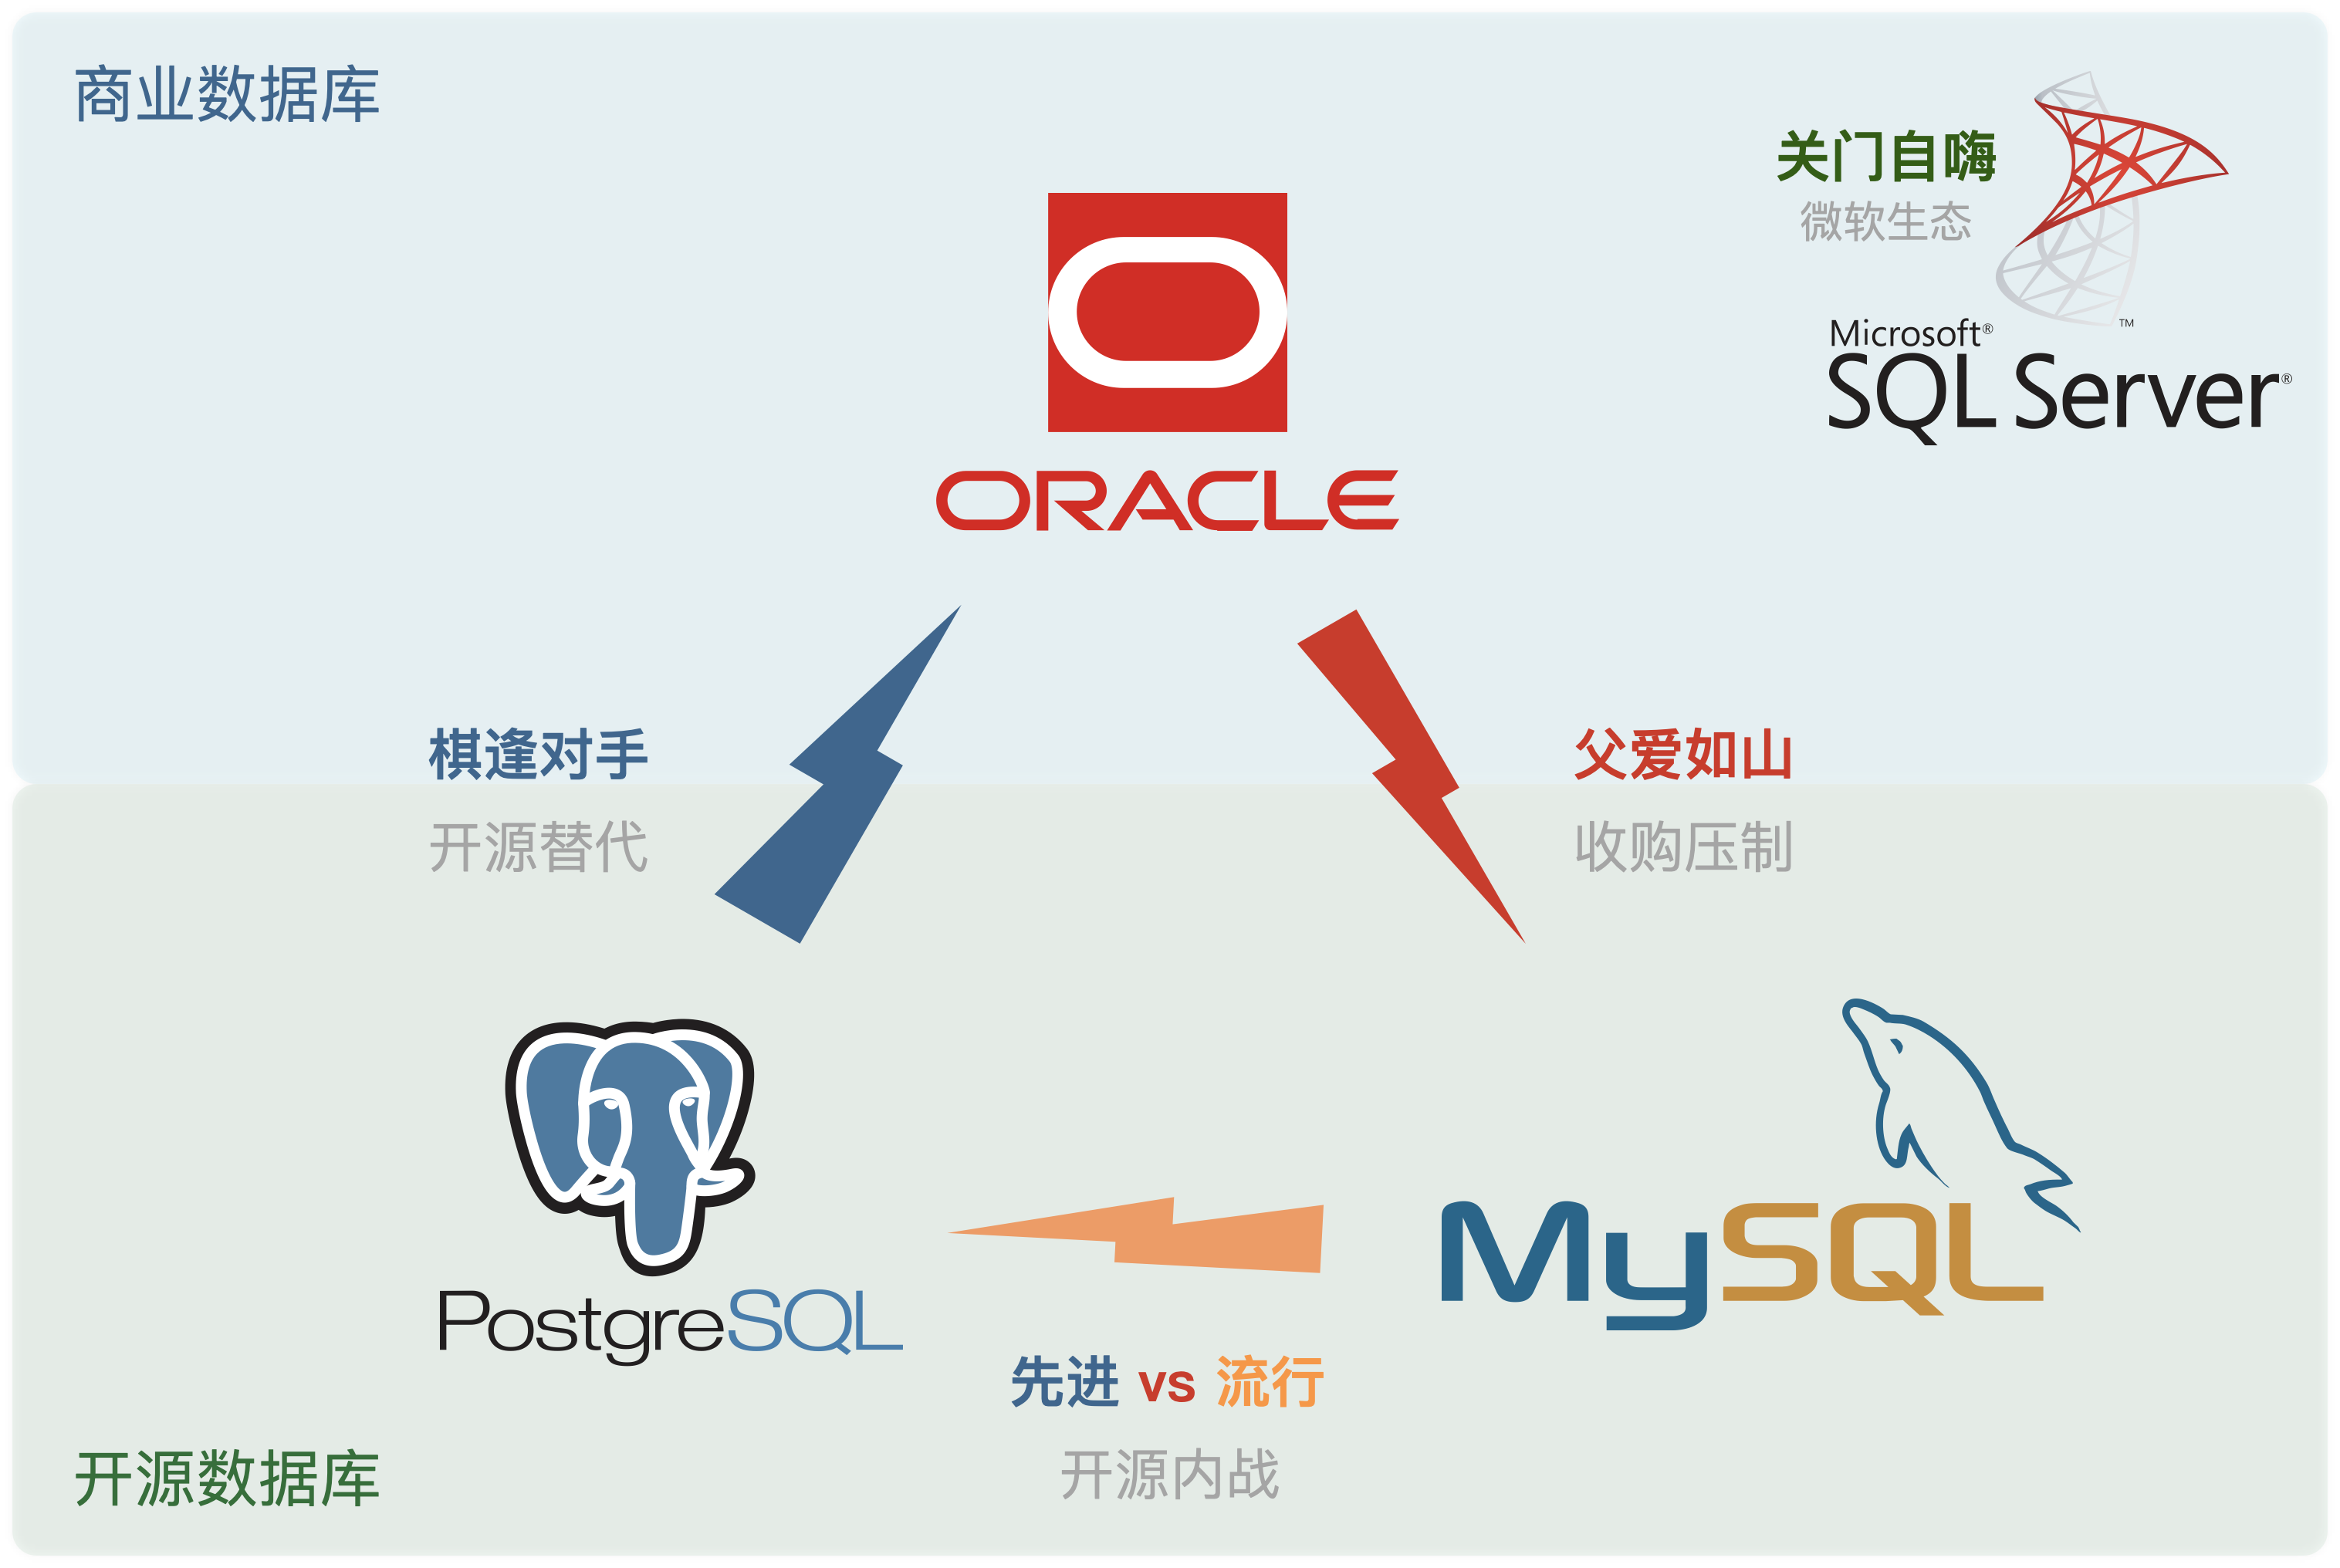 商业数据库
关门自嗨
微软生态
Microsoft®
™
SQL Server®
ORACLE
棋逢对手
开源替代
父爱如山
收购压制
PostgreSQL
MySQL
先进 vs 流行
开源内战
开源数据库